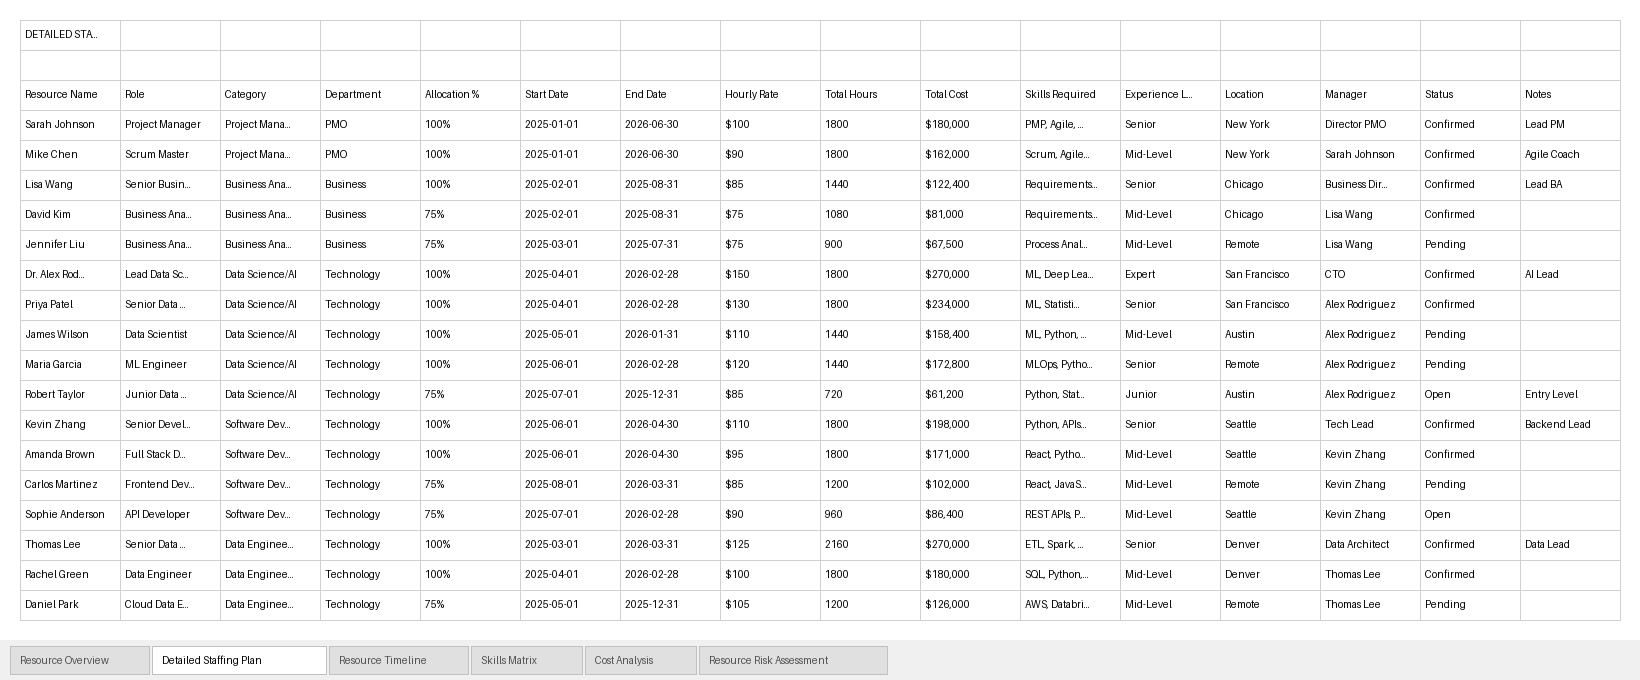 DETAILED STA...
Resource Name Role Category Department Allocation % Start Date End Date Hourly Rate Total Hours Total Cost Skills Required Experience L... Location Manager Status Notes
Sarah Johnson Project Manager Project Mana... PMO 100% 2025-01-01 2026-06-30 $100 1800 $180,000 PMP, Agile, ... Senior New York Director PMO Confirmed Lead PM
Mike Chen Scrum Master Project Mana... PMO 100% 2025-01-01 2026-06-30 $90 1800 $162,000 Scrum, Agile... Mid-Level New York Sarah Johnson Confirmed Agile Coach
Lisa Wang Senior Busin... Business Ana... Business 100% 2025-02-01 2025-08-31 $85 1440 $122,400 Requirements... Senior Chicago Business Dir... Confirmed Lead BA
David Kim Business Ana... Business Ana... Business 75% 2025-02-01 2025-08-31 $75 1080 $81,000 Requirements... Mid-Level Chicago Lisa Wang Confirmed
Jennifer Liu Business Ana... Business Ana... Business 75% 2025-03-01 2025-07-31 $75 900 $67,500 Process Anal... Mid-Level Remote Lisa Wang Pending
Dr. Alex Rod... Lead Data Sc... Data Science/AI Technology 100% 2025-04-01 2026-02-28 $150 1800 $270,000 ML, Deep Lea... Expert San Francisco CTO Confirmed AI Lead
Priya Patel Senior Data ... Data Science/AI Technology 100% 2025-04-01 2026-02-28 $130 1800 $234,000 ML, Statisti... Senior San Francisco Alex Rodriguez Confirmed
James Wilson Data Scientist Data Science/AI Technology 100% 2025-05-01 2026-01-31 $110 1440 $158,400 ML, Python, ... Mid-Level Austin Alex Rodriguez Pending
Maria Garcia ML Engineer Data Science/AI Technology 100% 2025-06-01 2026-02-28 $120 1440 $172,800 MLOps, Pytho... Senior Remote Alex Rodriguez Pending
Robert Taylor Junior Data ... Data Science/AI Technology 75% 2025-07-01 2025-12-31 $85 720 $61,200 Python, Stat... Junior Austin Alex Rodriguez Open Entry Level
Kevin Zhang Senior Devel... Software Dev... Technology 100% 2025-06-01 2026-04-30 $110 1800 $198,000 Python, APIs... Senior Seattle Tech Lead Confirmed Backend Lead
Amanda Brown Full Stack D... Software Dev... Technology 100% 2025-06-01 2026-04-30 $95 1800 $171,000 React, Pytho... Mid-Level Seattle Kevin Zhang Confirmed
Carlos Martinez Frontend Dev... Software Dev... Technology 75% 2025-08-01 2026-03-31 $85 1200 $102,000 React, JavaS... Mid-Level Remote Kevin Zhang Pending
Sophie Anderson API Developer Software Dev... Technology 75% 2025-07-01 2026-02-28 $90 960 $86,400 REST APIs, P... Mid-Level Seattle Kevin Zhang Open
Thomas Lee Senior Data ... Data Enginee... Technology 100% 2025-03-01 2026-03-31 $125 2160 $270,000 ETL, Spark, ... Senior Denver Data Architect Confirmed Data Lead
Rachel Green Data Engineer Data Enginee... Technology 100% 2025-04-01 2026-02-28 $100 1800 $180,000 SQL, Python,... Mid-Level Denver Thomas Lee Confirmed
Daniel Park Cloud Data E... Data Enginee... Technology 75% 2025-05-01 2025-12-31 $105 1200 $126,000 AWS, Databri... Mid-Level Remote Thomas Lee Pending
Resource Overview Detailed Staffing Plan Resource Timeline Skills Matrix Cost Analysis Resource Risk Assessment